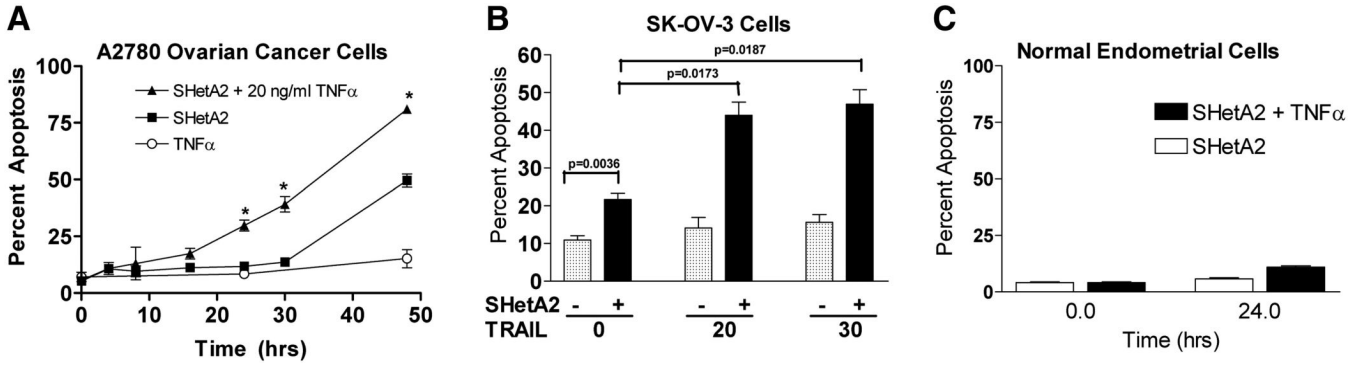 A
A2780 Ovarian Cancer Cells
Percent Apoptosis
100
75
50
25
0
SHetA2 + 20 ng/ml TNFα
SHetA2
TNFα
*
*
*
0 10 20 30 40 50
Time (hrs)
B
SK-OV-3 Cells
Percent Apoptosis
60
50
40
30
20
10
0
p=0.0187
p=0.0173
p=0.0036
SHetA2 - + - + - +
TRAIL 0 20 30
C
Normal Endometrial Cells
Percent Apoptosis
100
75
50
25
0
SHetA2 + TNFα
SHetA2
0.0 24.0
Time (hrs)